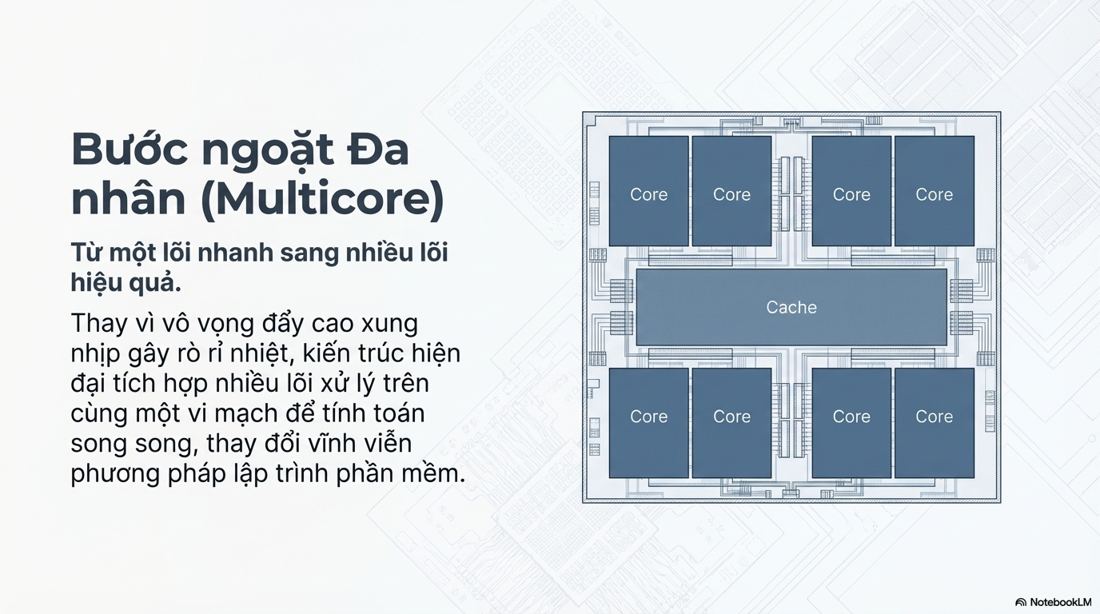 Bước ngoặt Đa
nhân (Multicore)
Từ một lõi nhanh sang nhiều lõi
hiệu quả.
Thay vì vô vọng đẩy cao xung
nhịp gây rò rỉ nhiệt, kiến trúc hiện
đại tích hợp nhiều lõi xử lý trên
cùng một vi mạch để tính toán
song song, thay đổi vĩnh viễn
phương pháp lập trình phần mềm.
Core Core Core Core
Cache
Core Core Core Core
NotebookLM